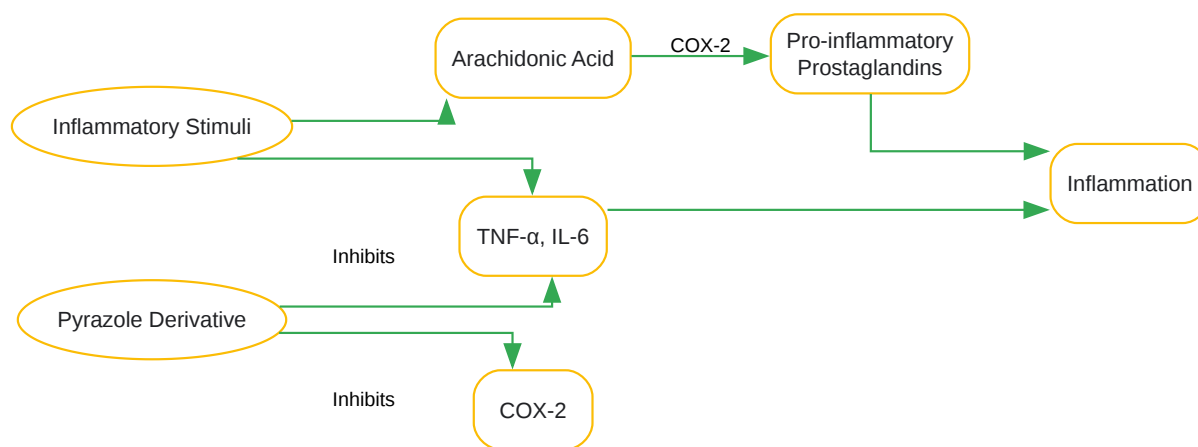 Arachidonic Acid
COX-2
Pro-inflammatory
Prostaglandins
Inflammatory Stimuli
Inflammation
TNF-α, IL-6
Inhibits
Pyrazole Derivative
Inhibits
COX-2